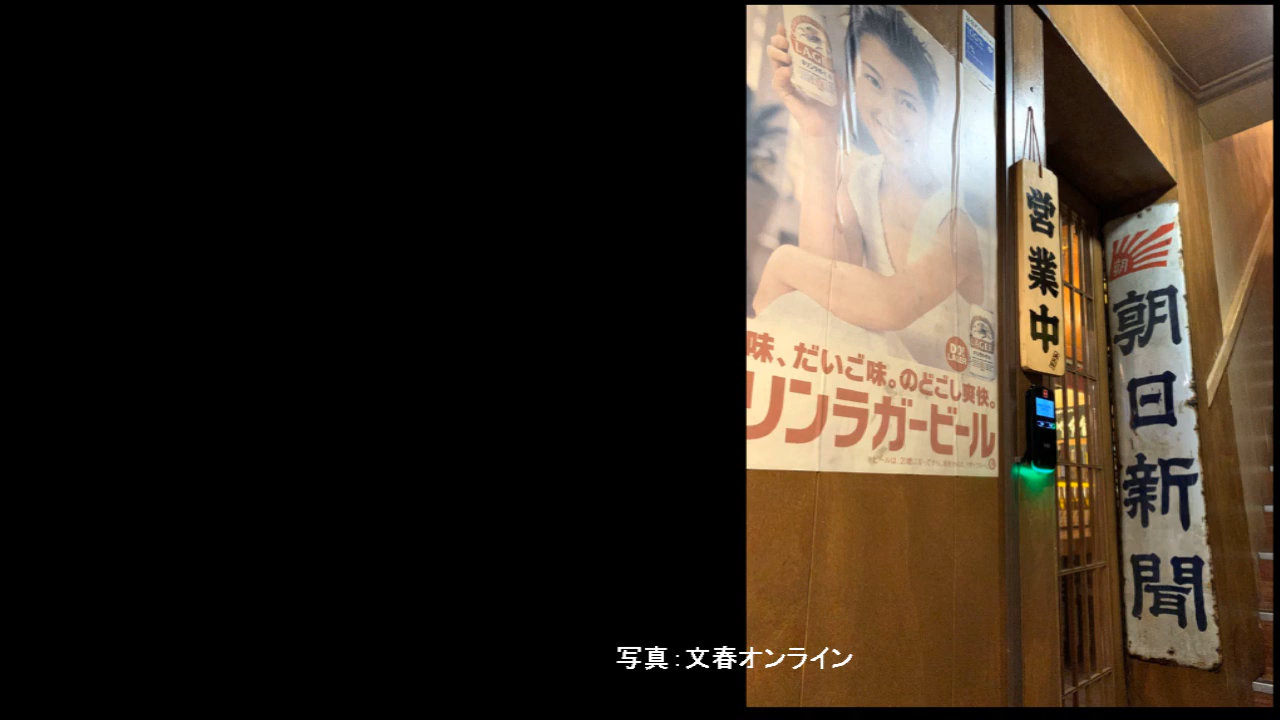 LAGER
味、だいご味。のどごし爽快。
リンラガービール
営業中
朝
朝日新聞
写真：文春オンライン